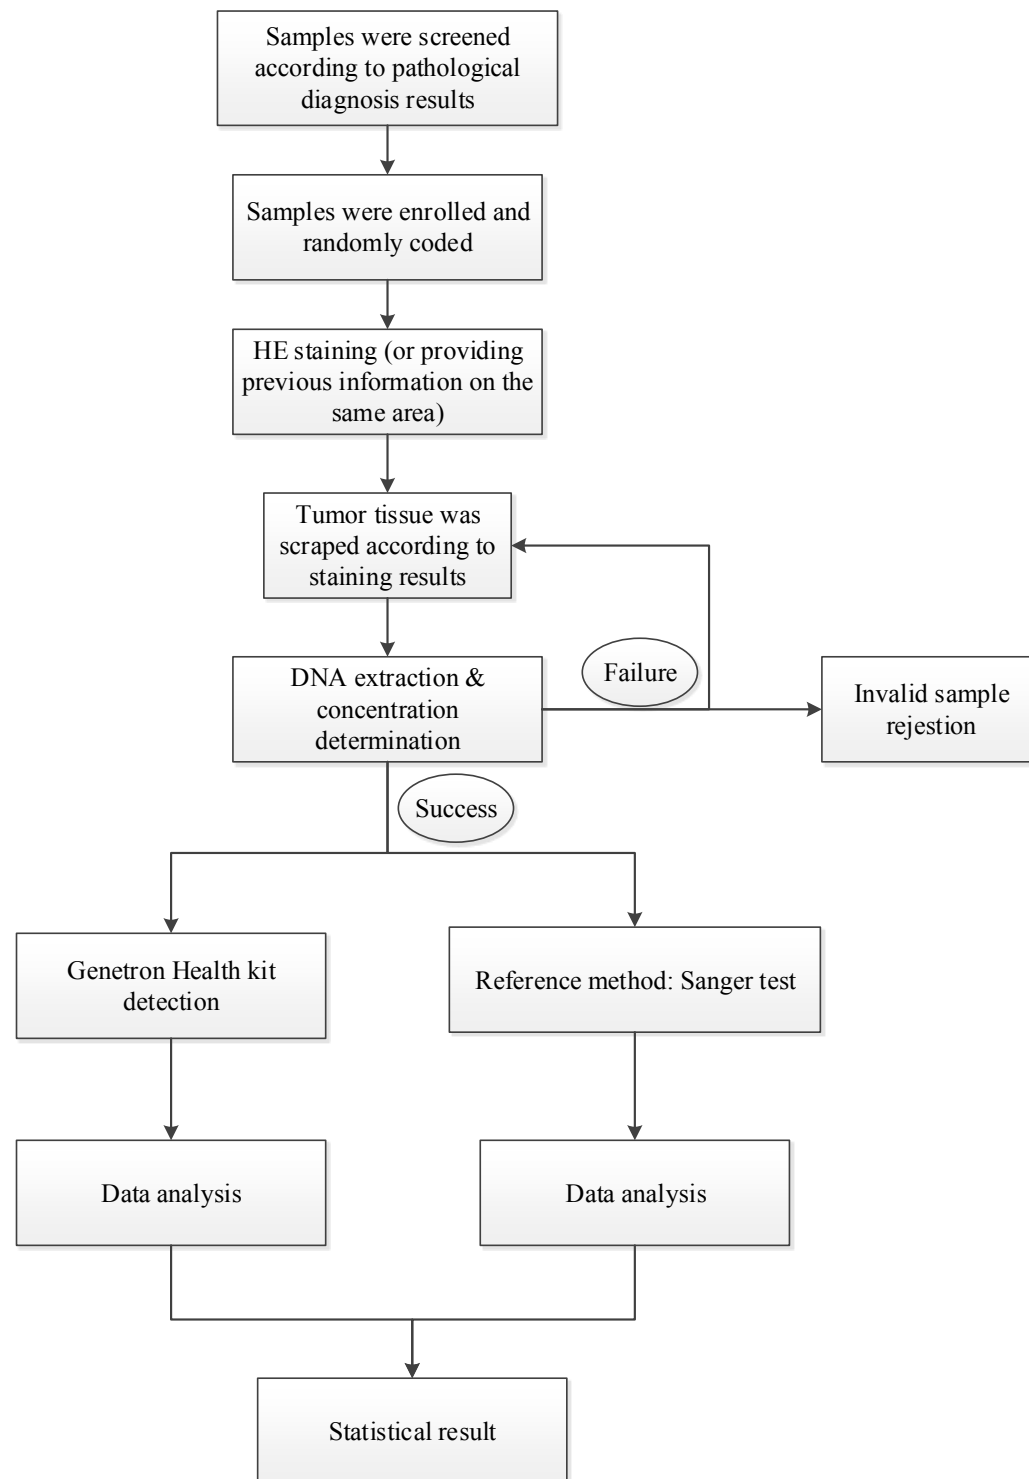 Samples were screened
according to pathological
diagnosis results
Samples were enrolled and
randomly coded
HE staining (or providing
previous information on the
same area)
Tumor tissue was
scraped according to
staining results
DNA extraction &
concentration
determination
Failure
Invalid sample
rejestion
Success
Genetron Health kit
detection
Reference method: Sanger test
Data analysis
Data analysis
Statistical result